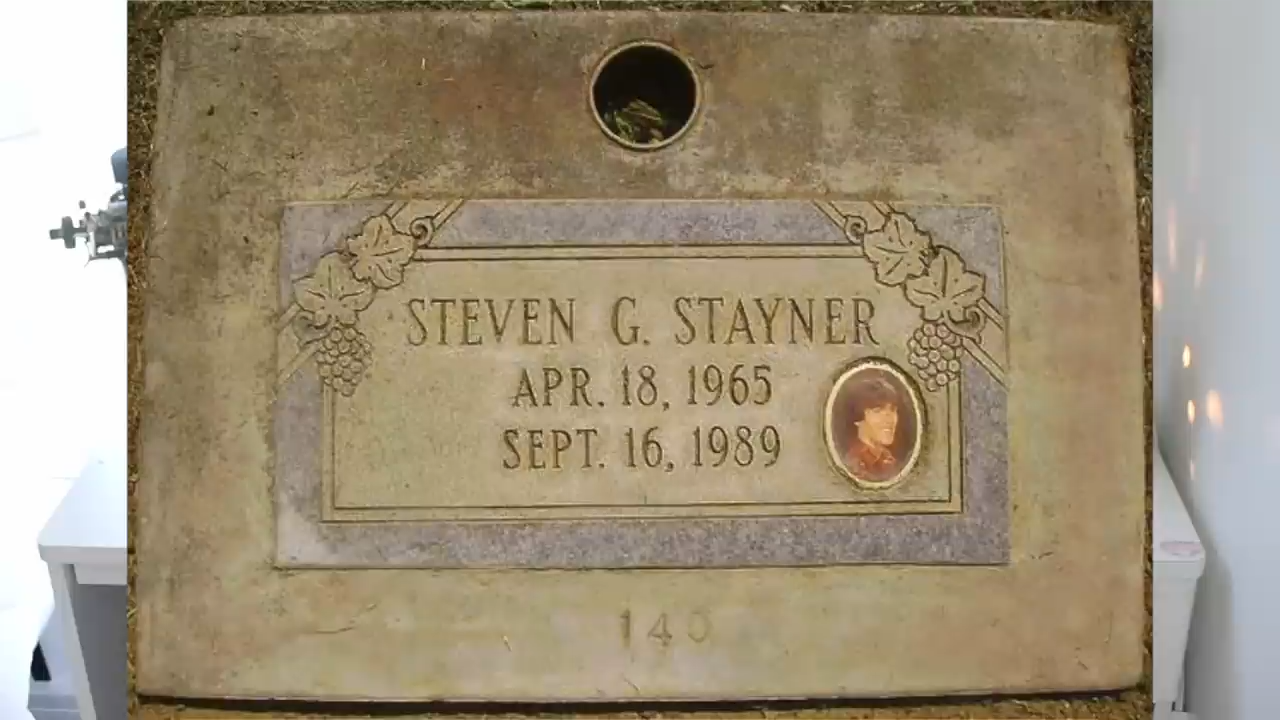 STEVEN G. STAYNER
APR. 18, 1965
SEPT. 16, 1989
140